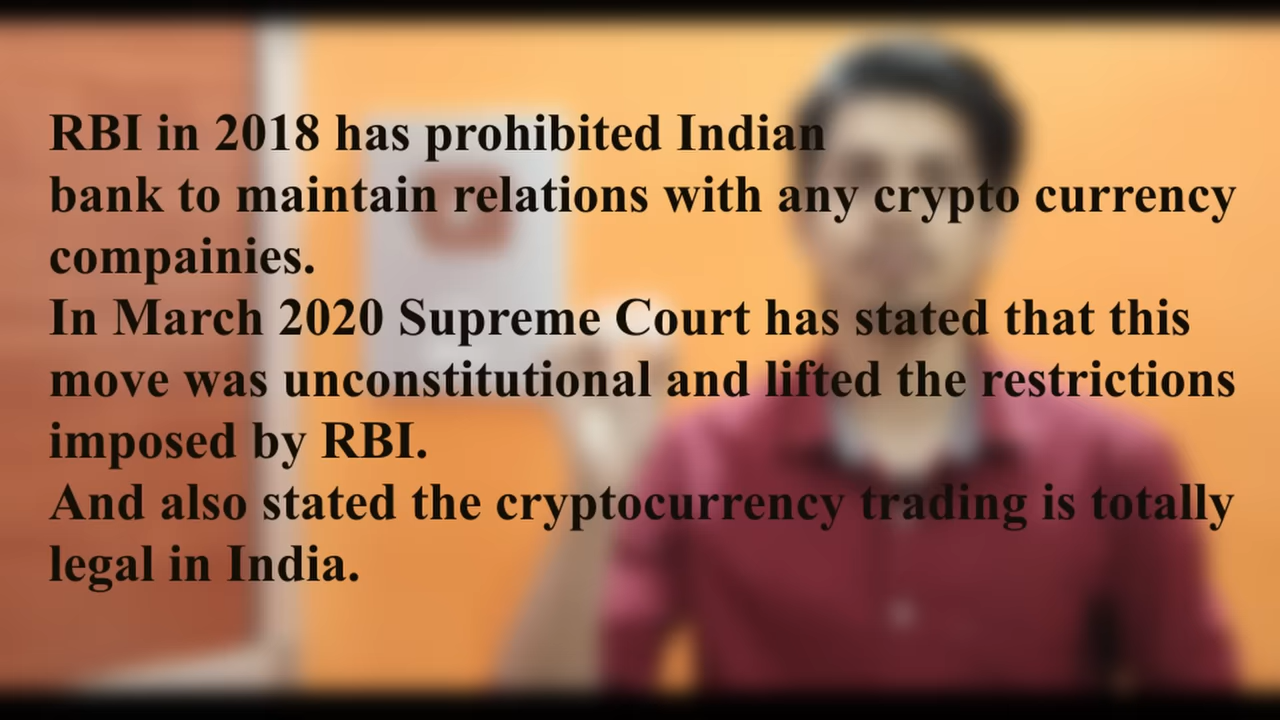 RBI in 2018 has prohibited Indian
bank to maintain relations with any crypto currency
compainies.
In March 2020 Supreme Court has stated that this
move was unconstitutional and lifted the restrictions
imposed by RBI.
And also stated the cryptocurrency trading is totally
legal in India.